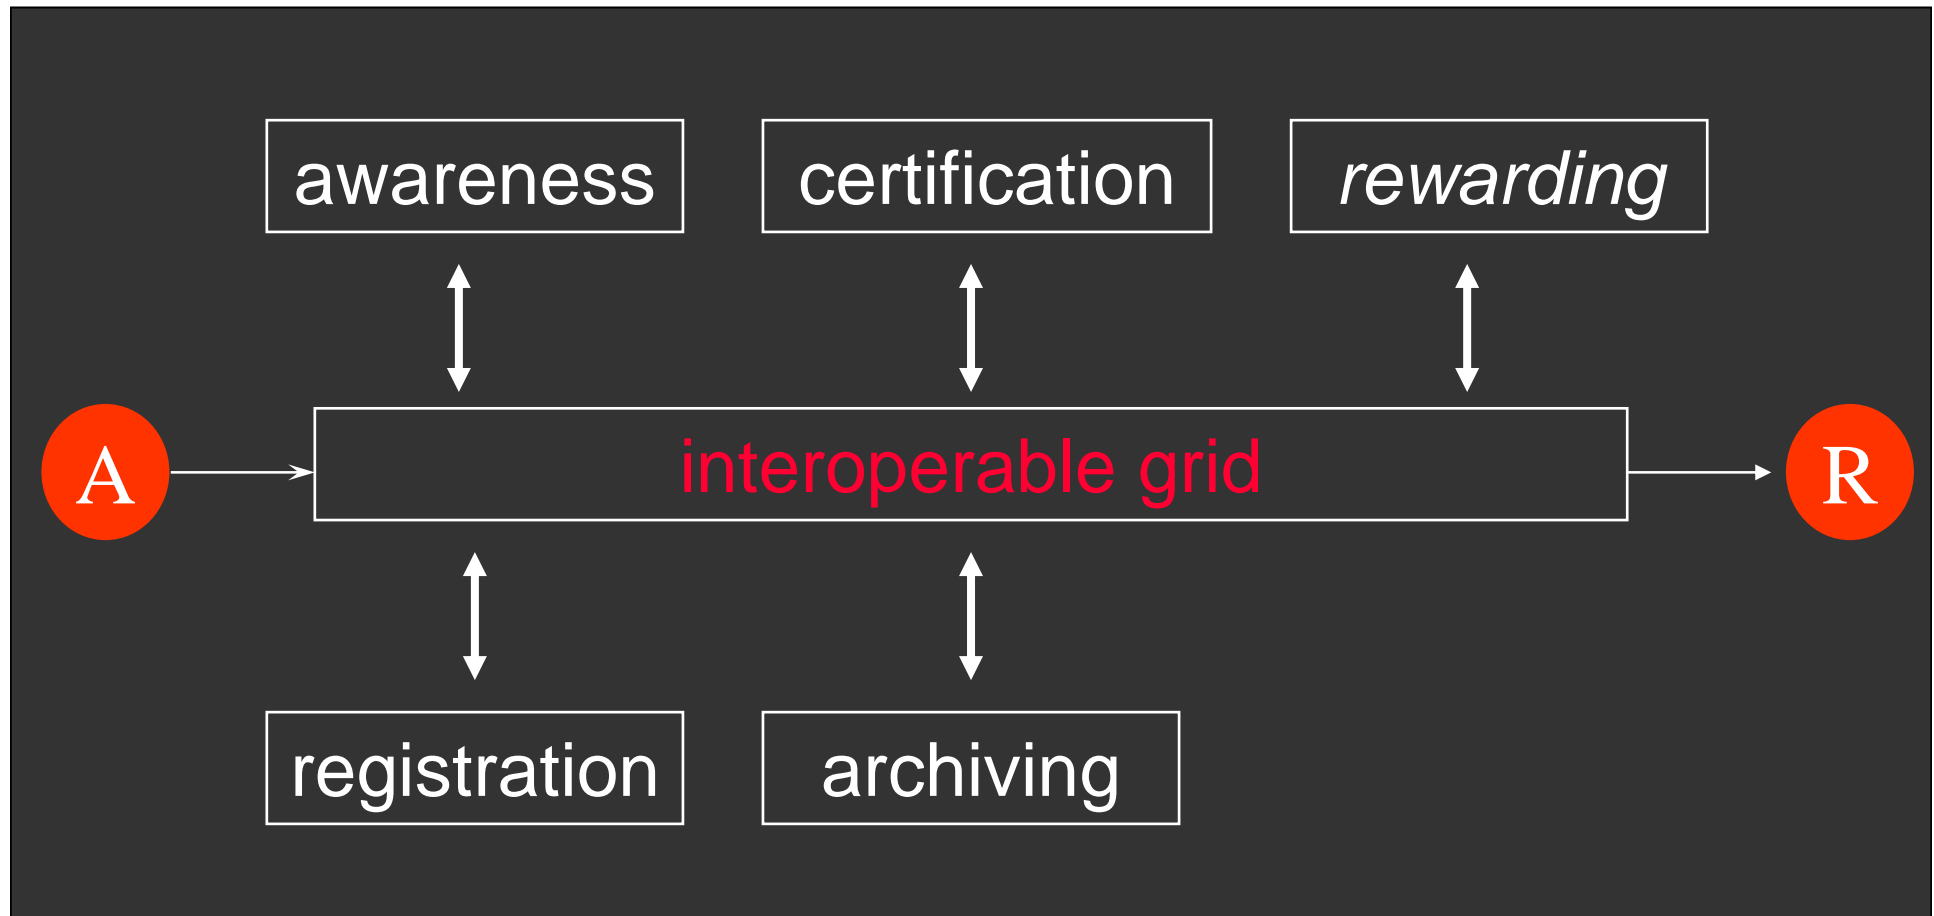 awareness
certification
rewarding
A
interoperable grid
R
registration
archiving